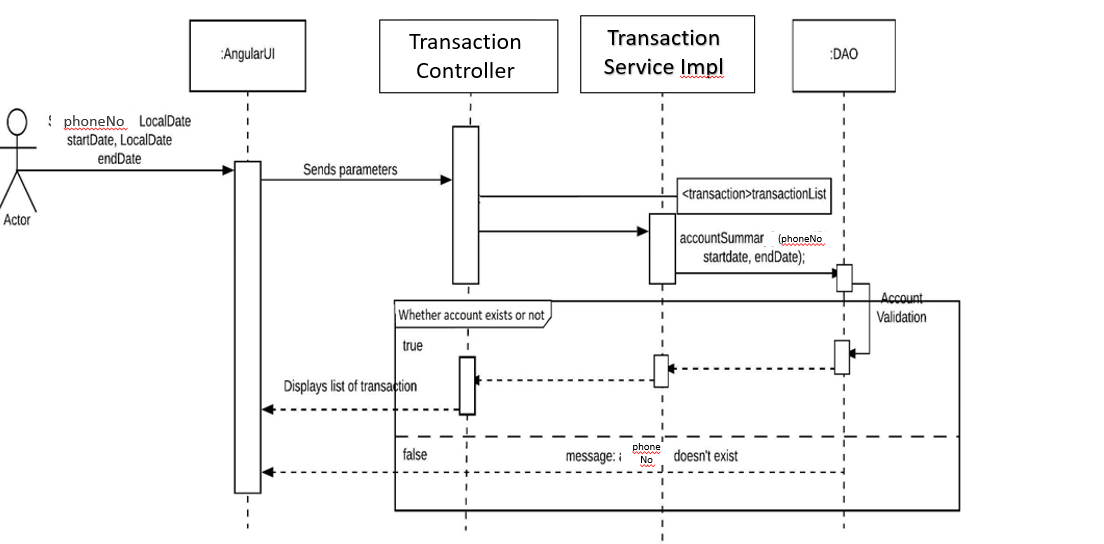 :AngularUI
Transaction
Controller
Transaction
Service Impl
:DAO
phoneNo LocalDate
startDate, LocalDate
endDate
Actor
Sends parameters
<transaction>transactionList
accountSummar (phoneNo
startdate, endDate);
Account
Validation
Whether account exists or not
true
Displays list of transaction
false
message: phone No doesn't exist